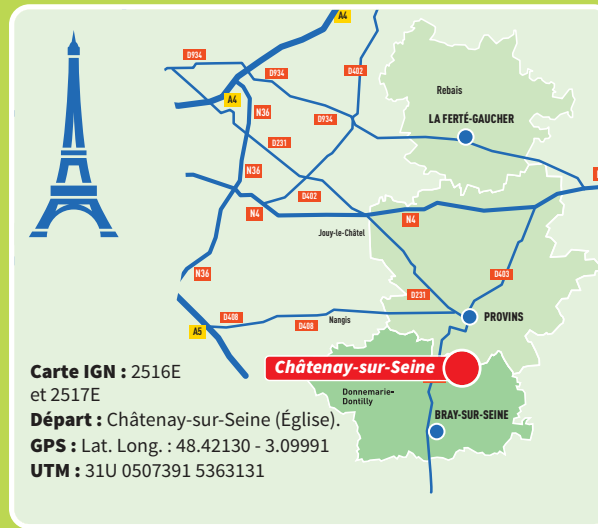 A4
D934
D934
D402
A4
N36
D934
D231
Rebais
LA FERTÉ-GAUCHER
N36
D402
N4
N4
Jouy-le-Châtel
N36
D403
D231
A5
D408
D408
Nangis
PROVINS
Châtenay-sur-Seine
Donnemarie-
Dontilly
BRAY-SUR-SEINE
Carte IGN : 2516E
et 2517E
Départ : Châtenay-sur-Seine (Église).
GPS : Lat. Long. : 48.42130 - 3.09991
UTM : 31U 0507391 5363131